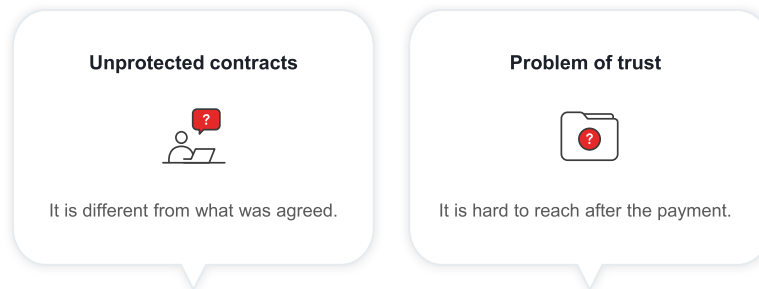 Unprotected contracts
?
It is different from what was agreed.
Problem of trust
?
It is hard to reach after the payment.